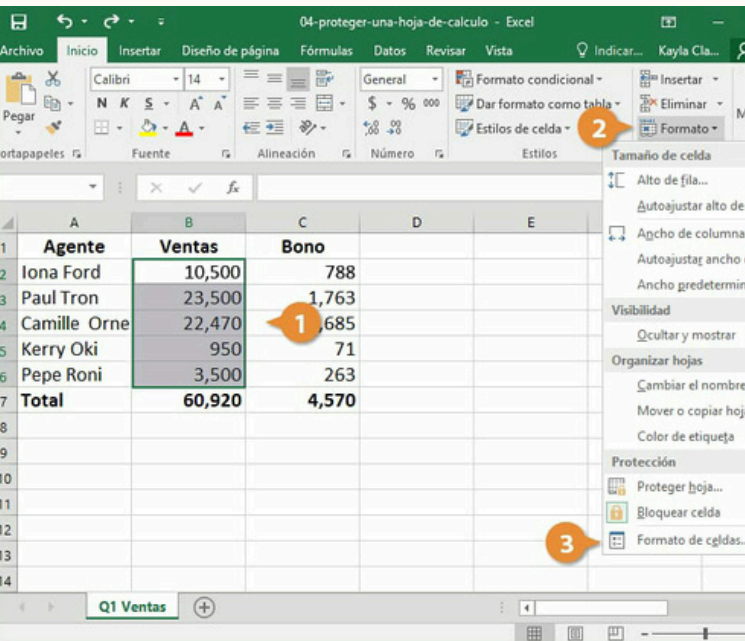 04-proteger-una-hoja-de-calculo - Excel
Archivo Inicio Insertar Diseño de página Fórmulas Datos Revisar Vista Indicar... Kayla Cla...
Calibri 14 General Formato condicional Insertar
Pegar N K S A A $ % 000 Dar formato como tabla Eliminar
A Estilos de celda 2 Formato
ortapapeles Fuente Alineación Número Estilos
Tamaño de celda
Alto de fila...
Autoajustar alto de
Ancho de columna
Autoajustar ancho
Ancho predetermin
Visibilidad
Ocultar y mostrar
Organizar hojas
Cambiar el nombre
Mover o copiar hoj
Color de etiqueta
Protección
Proteger hoja...
Bloquear celda
3 Formato de celdas...
fx
A B C D E
1 Agente Ventas Bono
2 Iona Ford 10,500 788
3 Paul Tron 23,500 1,763
4 Camille Orne 22,470 1 ,685
5 Kerry Oki 950 71
6 Pepe Roni 3,500 263
7 Total 60,920 4,570
8
9
10
11
12
13
14
Q1 Ventas